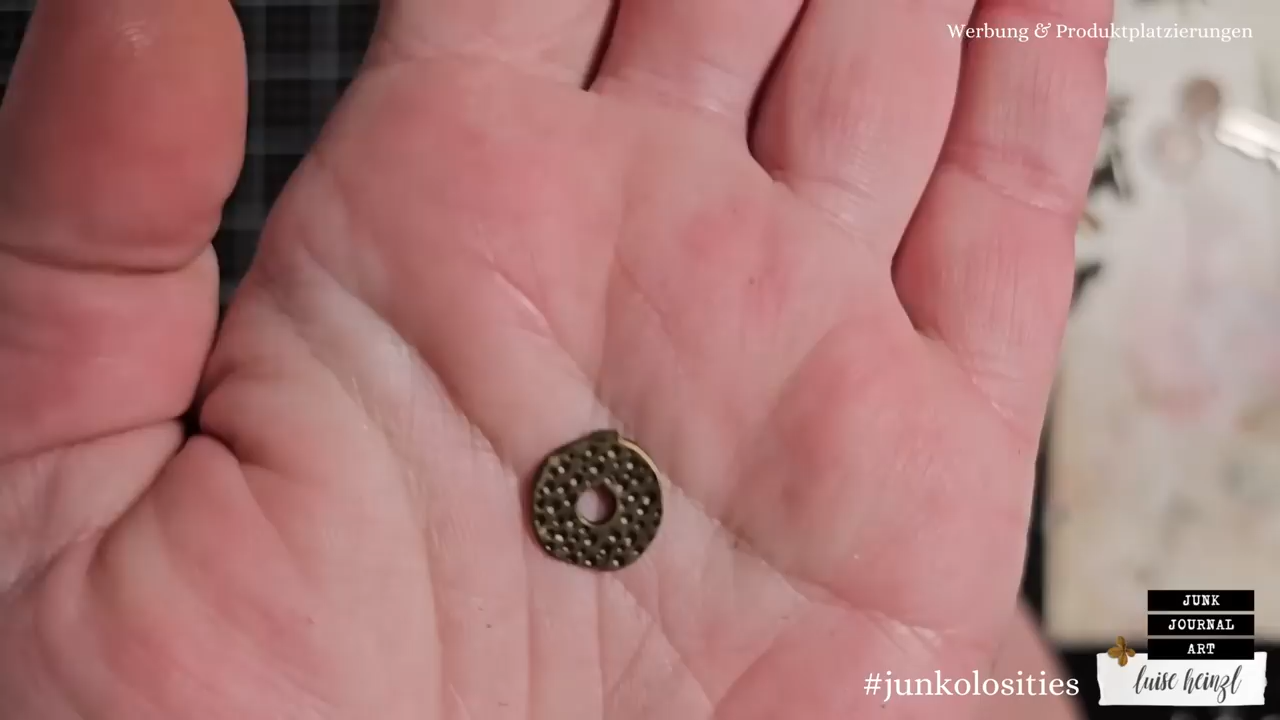 Werbung & Produktplatzierungen
JUNK
JOURNAL
ART
#junkolosities
luise heinzl